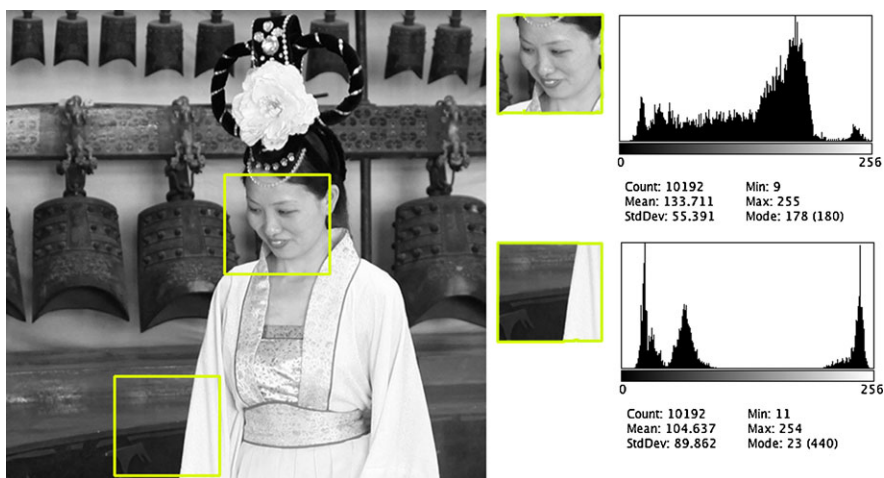 0 256
Count: 10192 Min: 9
Mean: 133.711 Max: 255
StdDev: 55.391 Mode: 178 (180)
0 256
Count: 10192 Min: 11
Mean: 104.637 Max: 254
StdDev: 89.862 Mode: 23 (440)